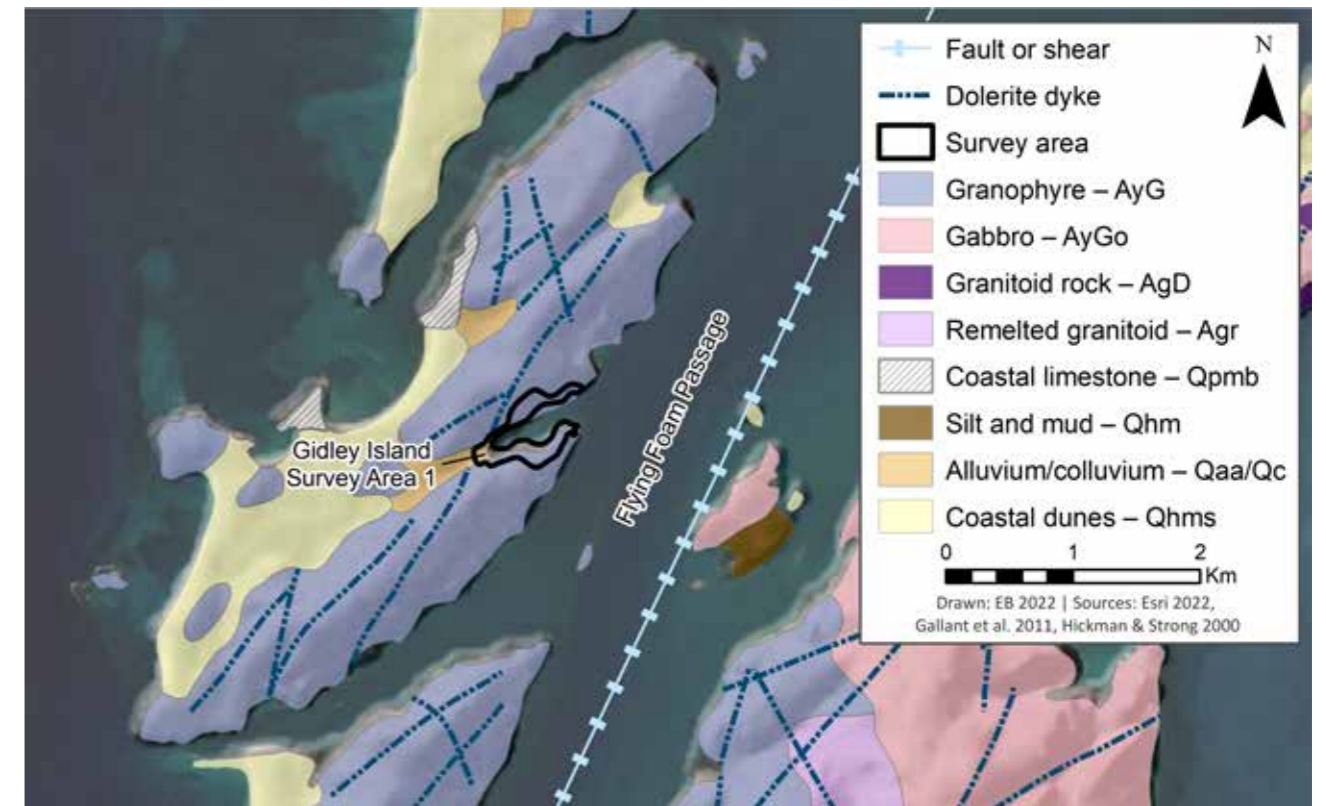 N
Fault or shear
Dolerite dyke
Survey area
Granophyre – AyG
Gabbro – AyGo
Granitoid rock – AgD
Remelted granitoid – Agr
Coastal limestone – Qpmb
Silt and mud – Qhm
Alluvium/colluvium – Qaa/Qc
Coastal dunes – Qhms
0 1 2
Km
Drawn: EB 2022 | Sources: Esri 2022,
Gallant et al. 2011, Hickman & Strong 2000
Flying Foam Passage
Gidley Island
Survey Area 1